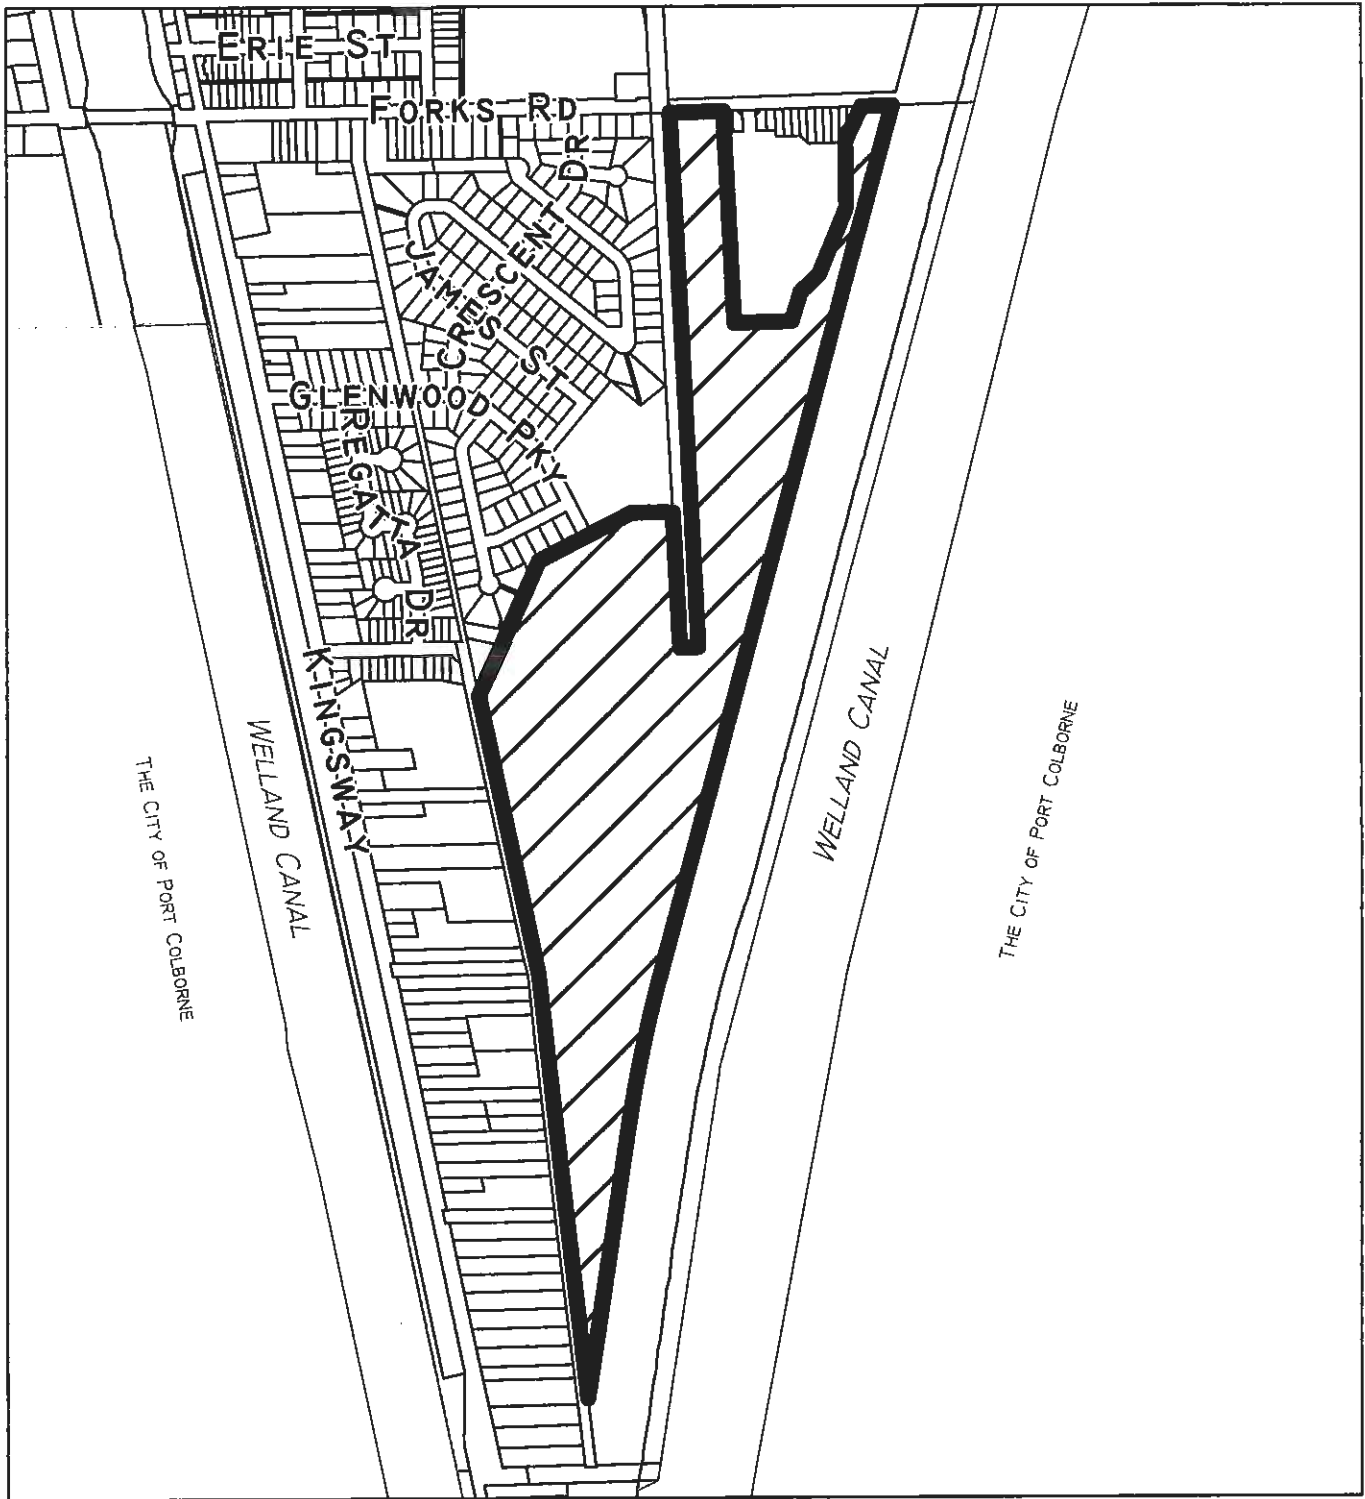 ERIE ST
FORKS RD
CRESCENT DR
JAMES ST
GLENWOOD PKY
REGATTA DR
KINGSWAY
WELLAND CANAL
WELLAND CANAL
THE CITY OF PORT COLBORNE
THE CITY OF PORT COLBORNE